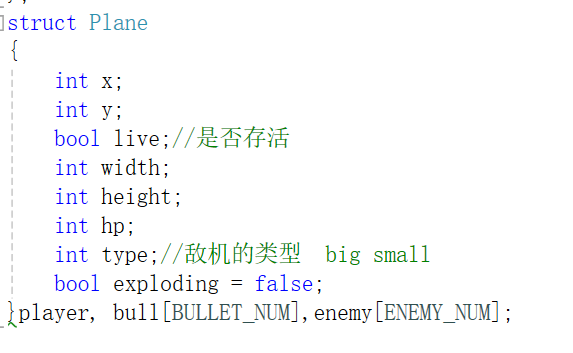 struct Plane
{
int x;
int y;
bool live;//是否存活
int width;
int height;
int hp;
int type;//敌机的类型  big small
bool exploding = false;
}player, bull[BULLET_NUM],enemy[ENEMY_NUM];